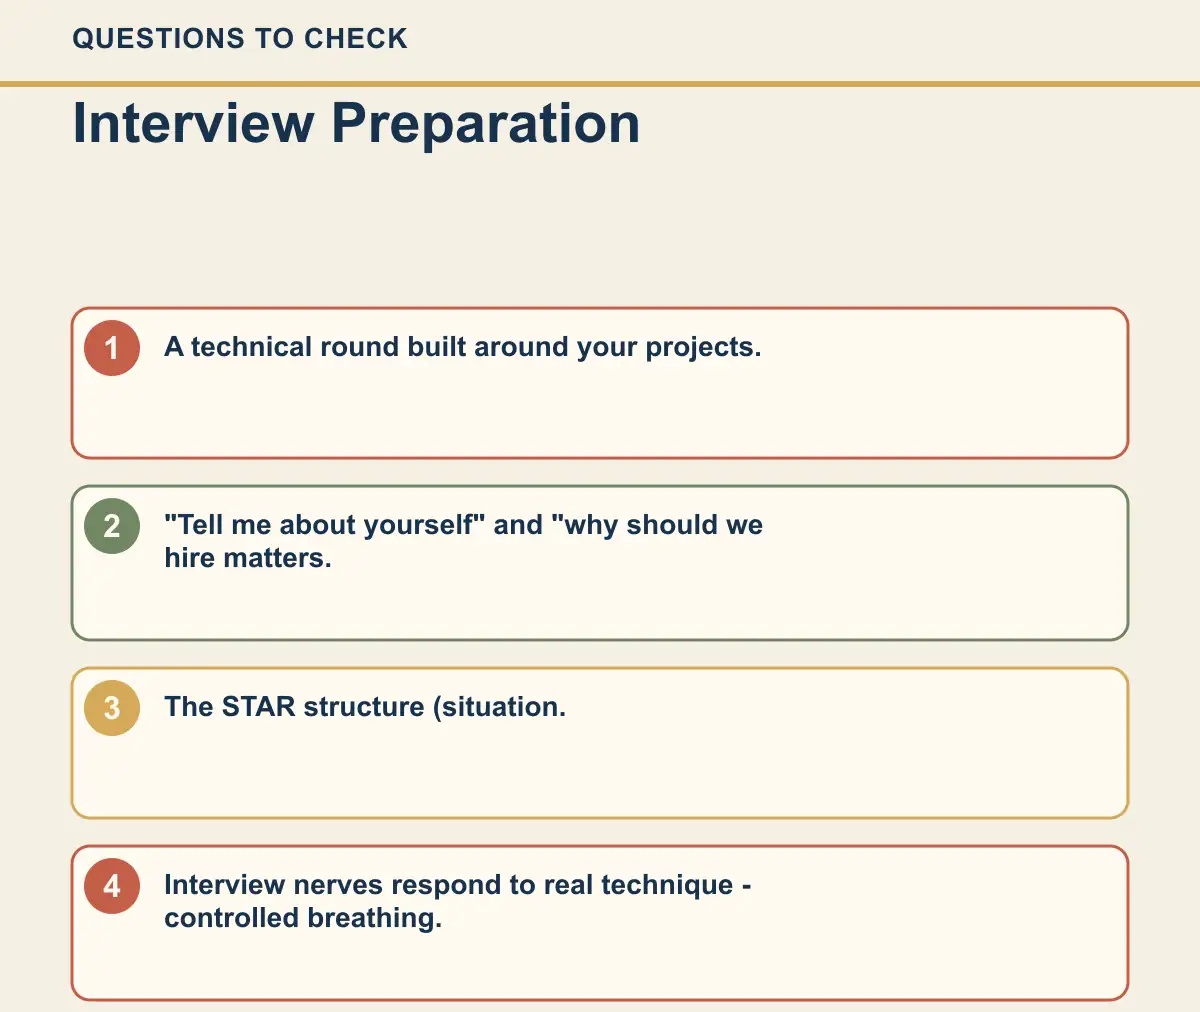 QUESTIONS TO CHECK
Interview Preparation
1
A technical round built around your projects.
2
"Tell me about yourself" and "why should we
hire matters.
3
The STAR structure (situation.
4
Interview nerves respond to real technique -
controlled breathing.